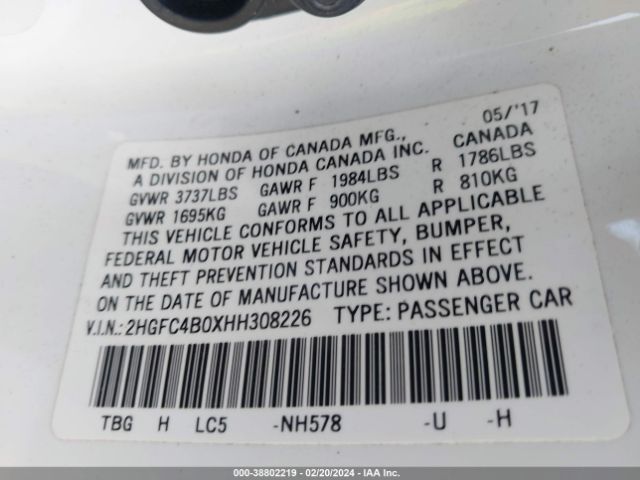 05/'17
MFD. BY HONDA OF CANADA MFG., CANADA
A DIVISION OF HONDA CANADA INC.
GVWR 3737LBS GAWR F 1984LBS R 1786LBS
GVWR 1695KG GAWR F 900KG R 810KG
THIS VEHICLE CONFORMS TO ALL APPLICABLE
FEDERAL MOTOR VEHICLE SAFETY, BUMPER,
AND THEFT PREVENTION STANDARDS IN EFFECT
ON THE DATE OF MANUFACTURE SHOWN ABOVE.
V.I.N.: 2HGFC4B0XHH308226 TYPE: PASSENGER CAR
TBG H LC5 -NH578 -U -H
000-38802219 - 02/20/2024 - IAA Inc.